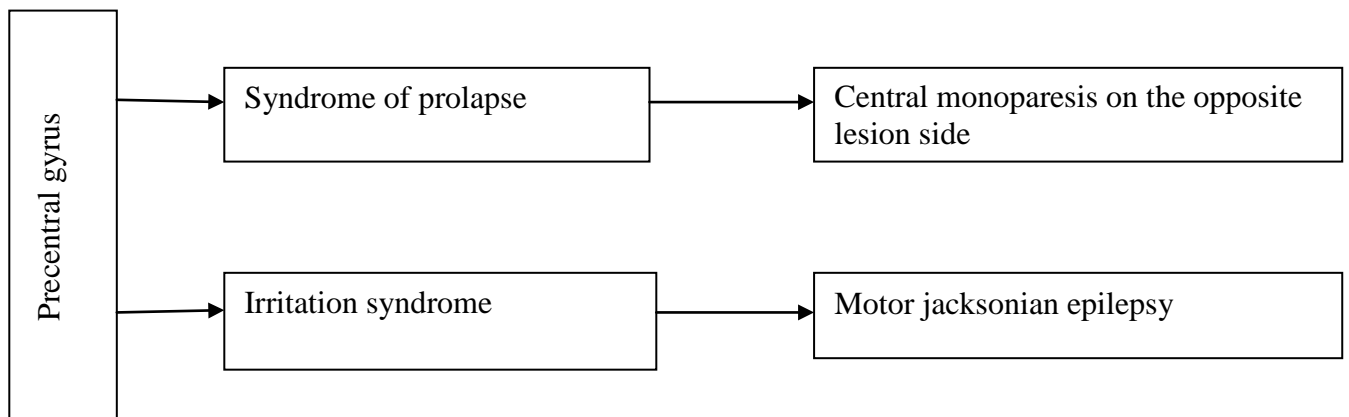 Precentral gyrus
Syndrome of prolapse
Central monoparesis on the opposite
lesion side
Irritation syndrome
Motor jacksonian epilepsy